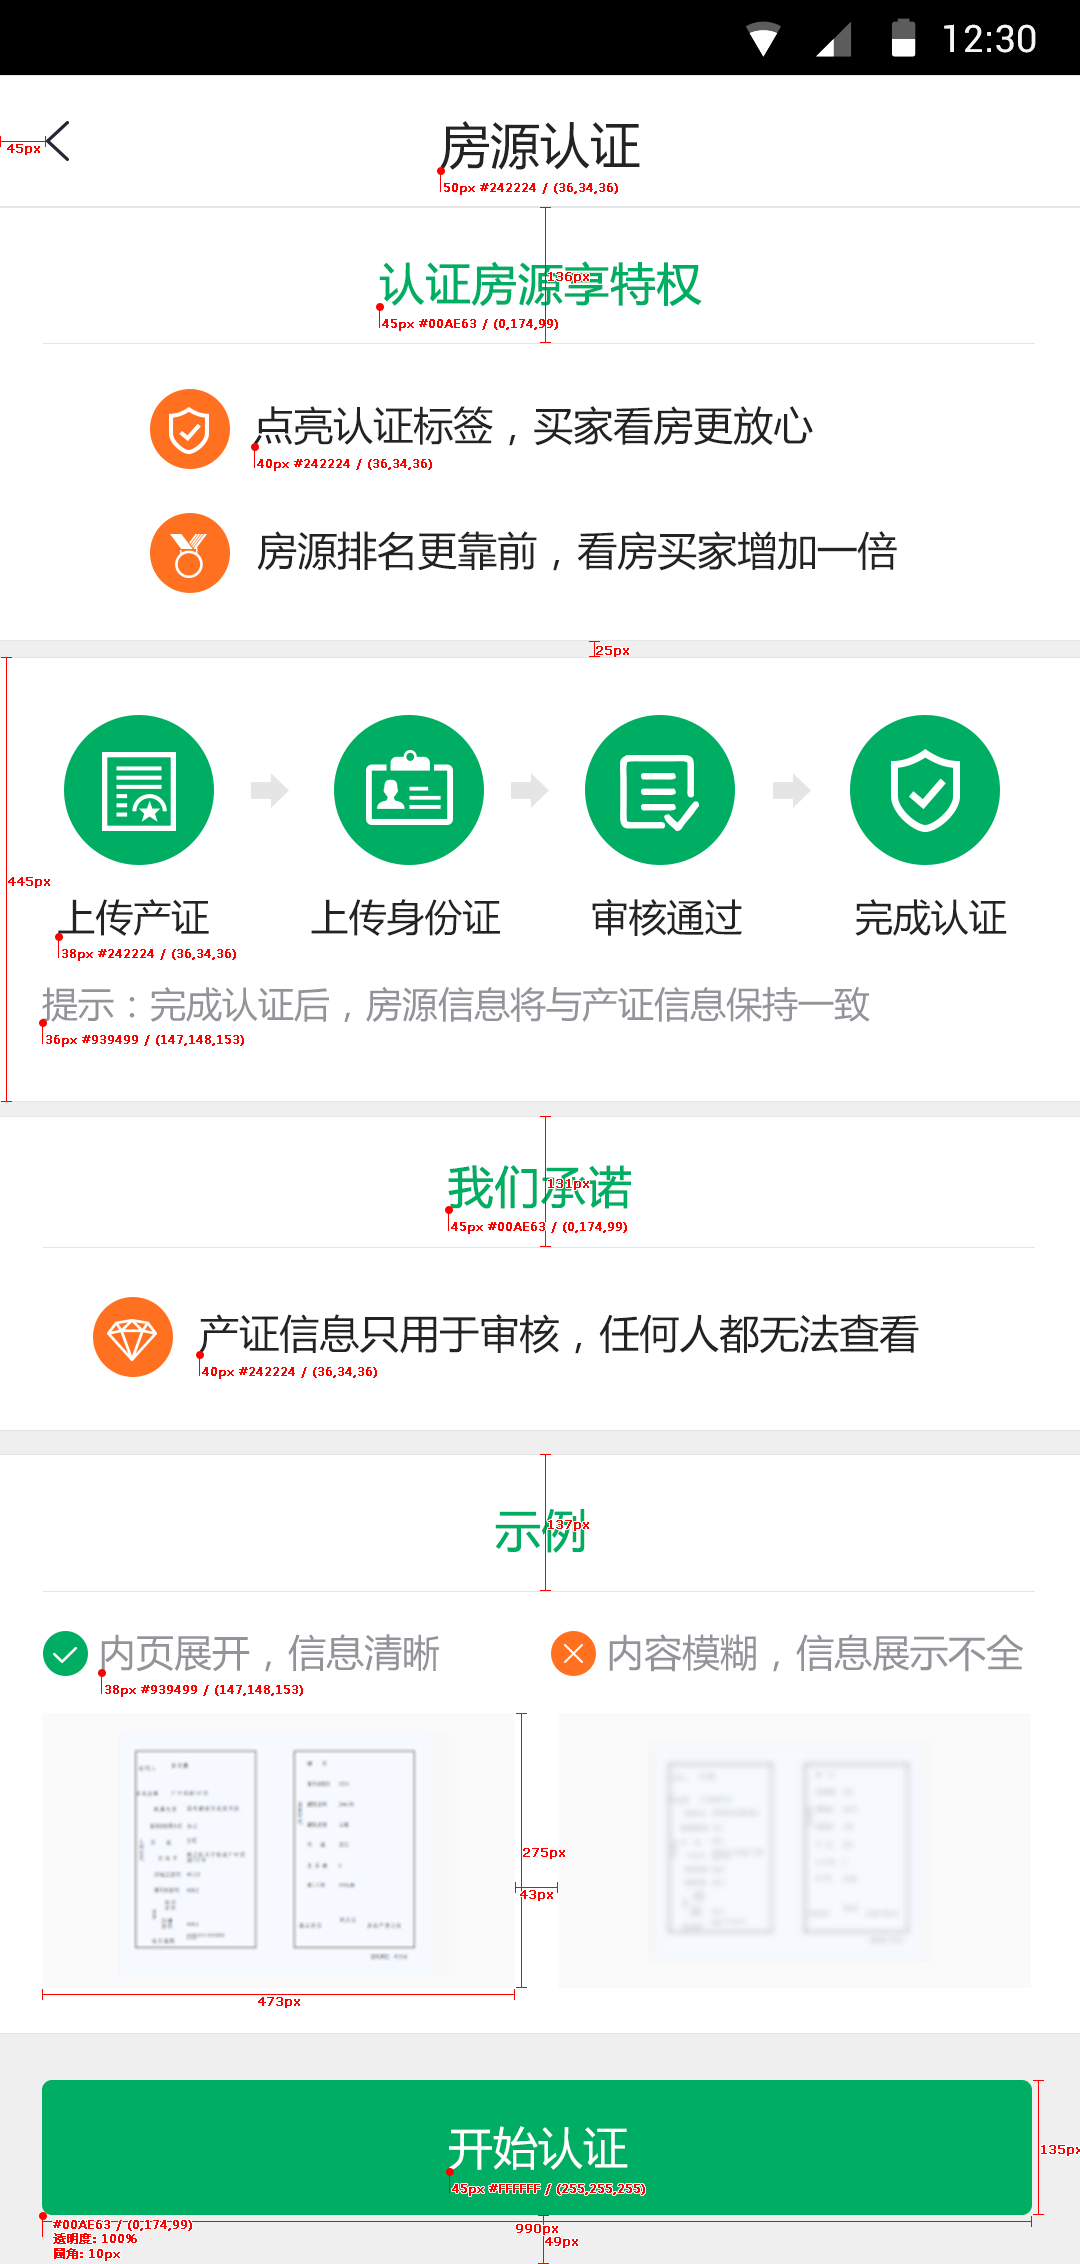 12:30
房源认证
45px
50px #242224 / (36,34,36)
认证房源享特权
136px
45px #00AE63 / (0,174,99)
点亮认证标签，买家看房更放心
40px #242224 / (36,34,36)
房源排名更靠前，看房买家增加一倍
25px
445px
上传产证
上传身份证
审核通过
完成认证
38px #242224 / (36,34,36)
提示：完成认证后，房源信息将与产证信息保持一致
36px #939499 / (147,148,153)
我们承诺
131px
45px #00AE63 / (0,174,99)
产证信息只用于审核，任何人都无法查看
40px #242224 / (36,34,36)
示例
137px
内页展开，信息清晰
内容模糊，信息展示不全
38px #939499 / (147,148,153)
275px
43px
473px
开始认证
135px
45px #FFFFFF / (255,255,255)
#00AE63 / (0,174,99)
990px
透明度: 100%
49px
圆角: 10px